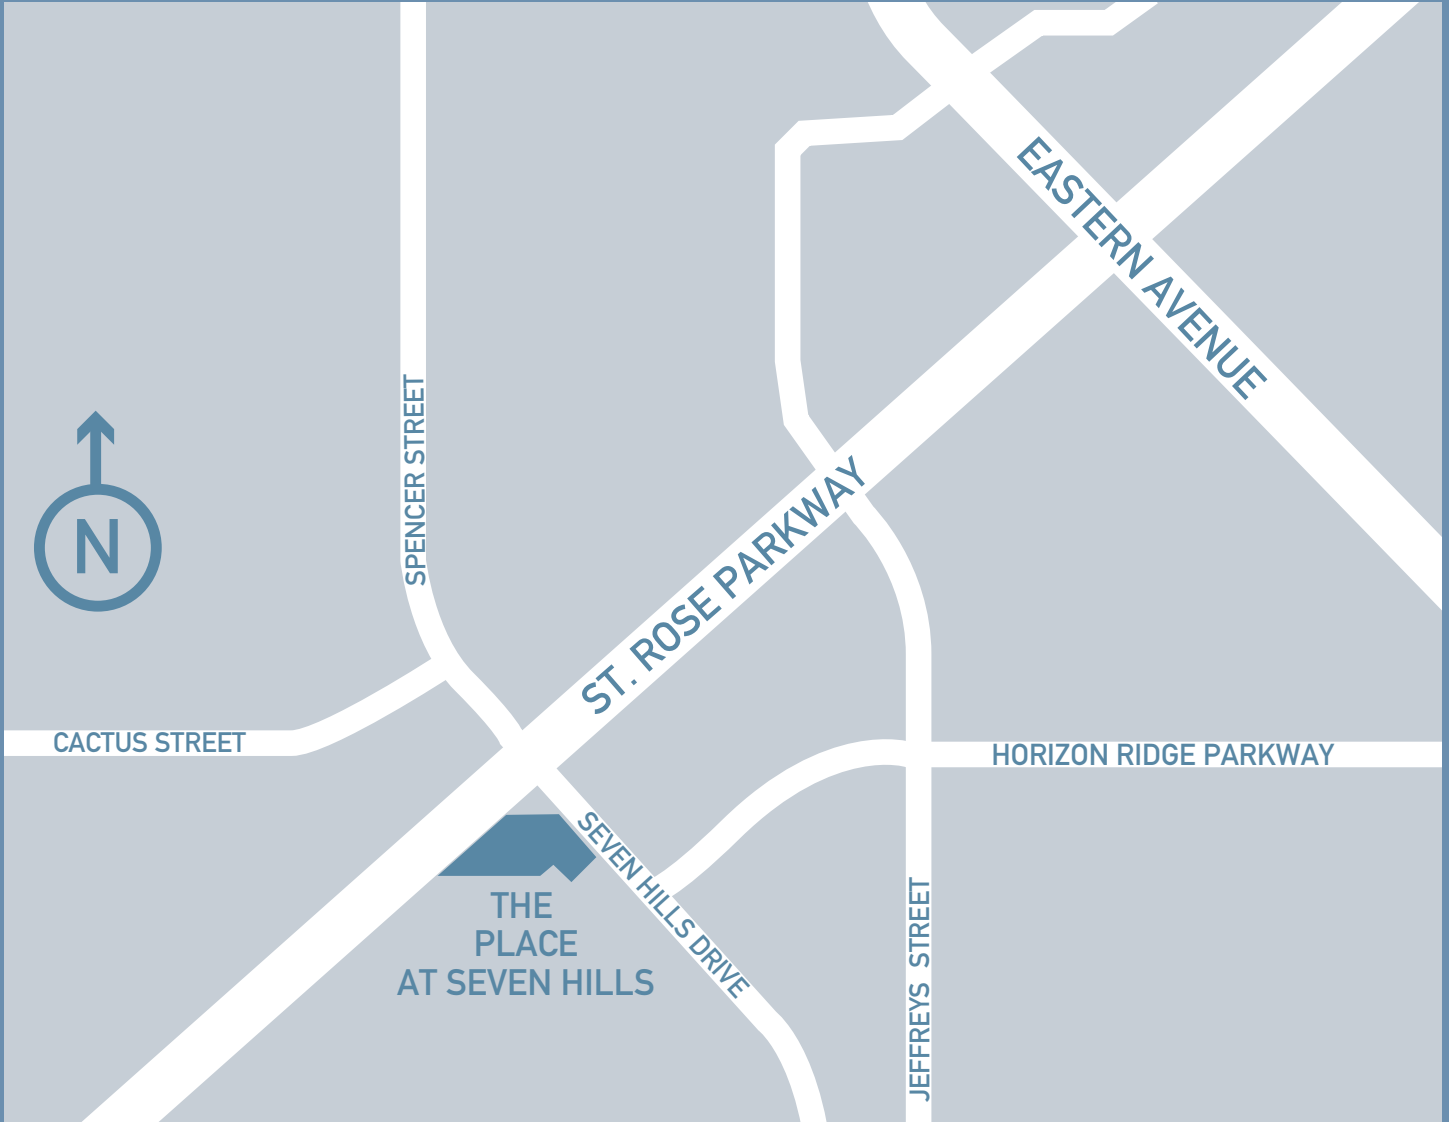 EASTERN AVENUE
SPENCER STREET
N
ST. ROSE PARKWAY
CACTUS STREET
HORIZON RIDGE PARKWAY
SEVEN HILLS DRIVE
THE
PLACE
AT SEVEN HILLS
JEFFREYS STREET